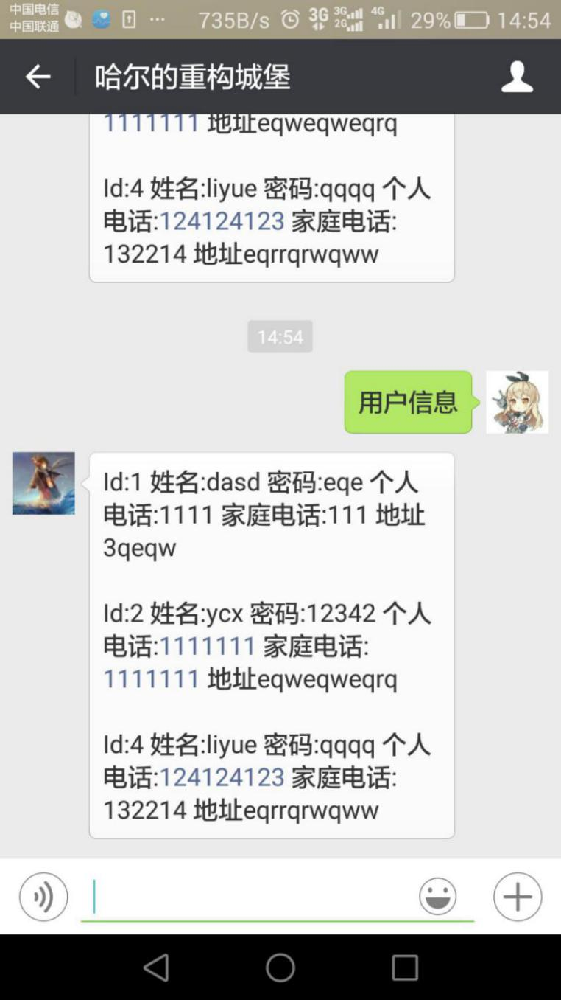 中国电信
中国联通
735B/s 3G 3G 2G 4G 29% 14:54
哈尔的重构城堡
1111111 地址eqweqweqrq
Id:4 姓名:liyue 密码:qqqq 个人
电话:124124123 家庭电话:
132214 地址eqrrqrwqww
14:54
用户信息
Id:1 姓名:dasd 密码:eqe 个人
电话:1111 家庭电话:111 地址
3qeqw
Id:2 姓名:ycx 密码:12342 个人
电话:1111111 家庭电话:
1111111 地址eqweqweqrq
Id:4 姓名:liyue 密码:qqqq 个人
电话:124124123 家庭电话:
132214 地址eqrrqrwqww